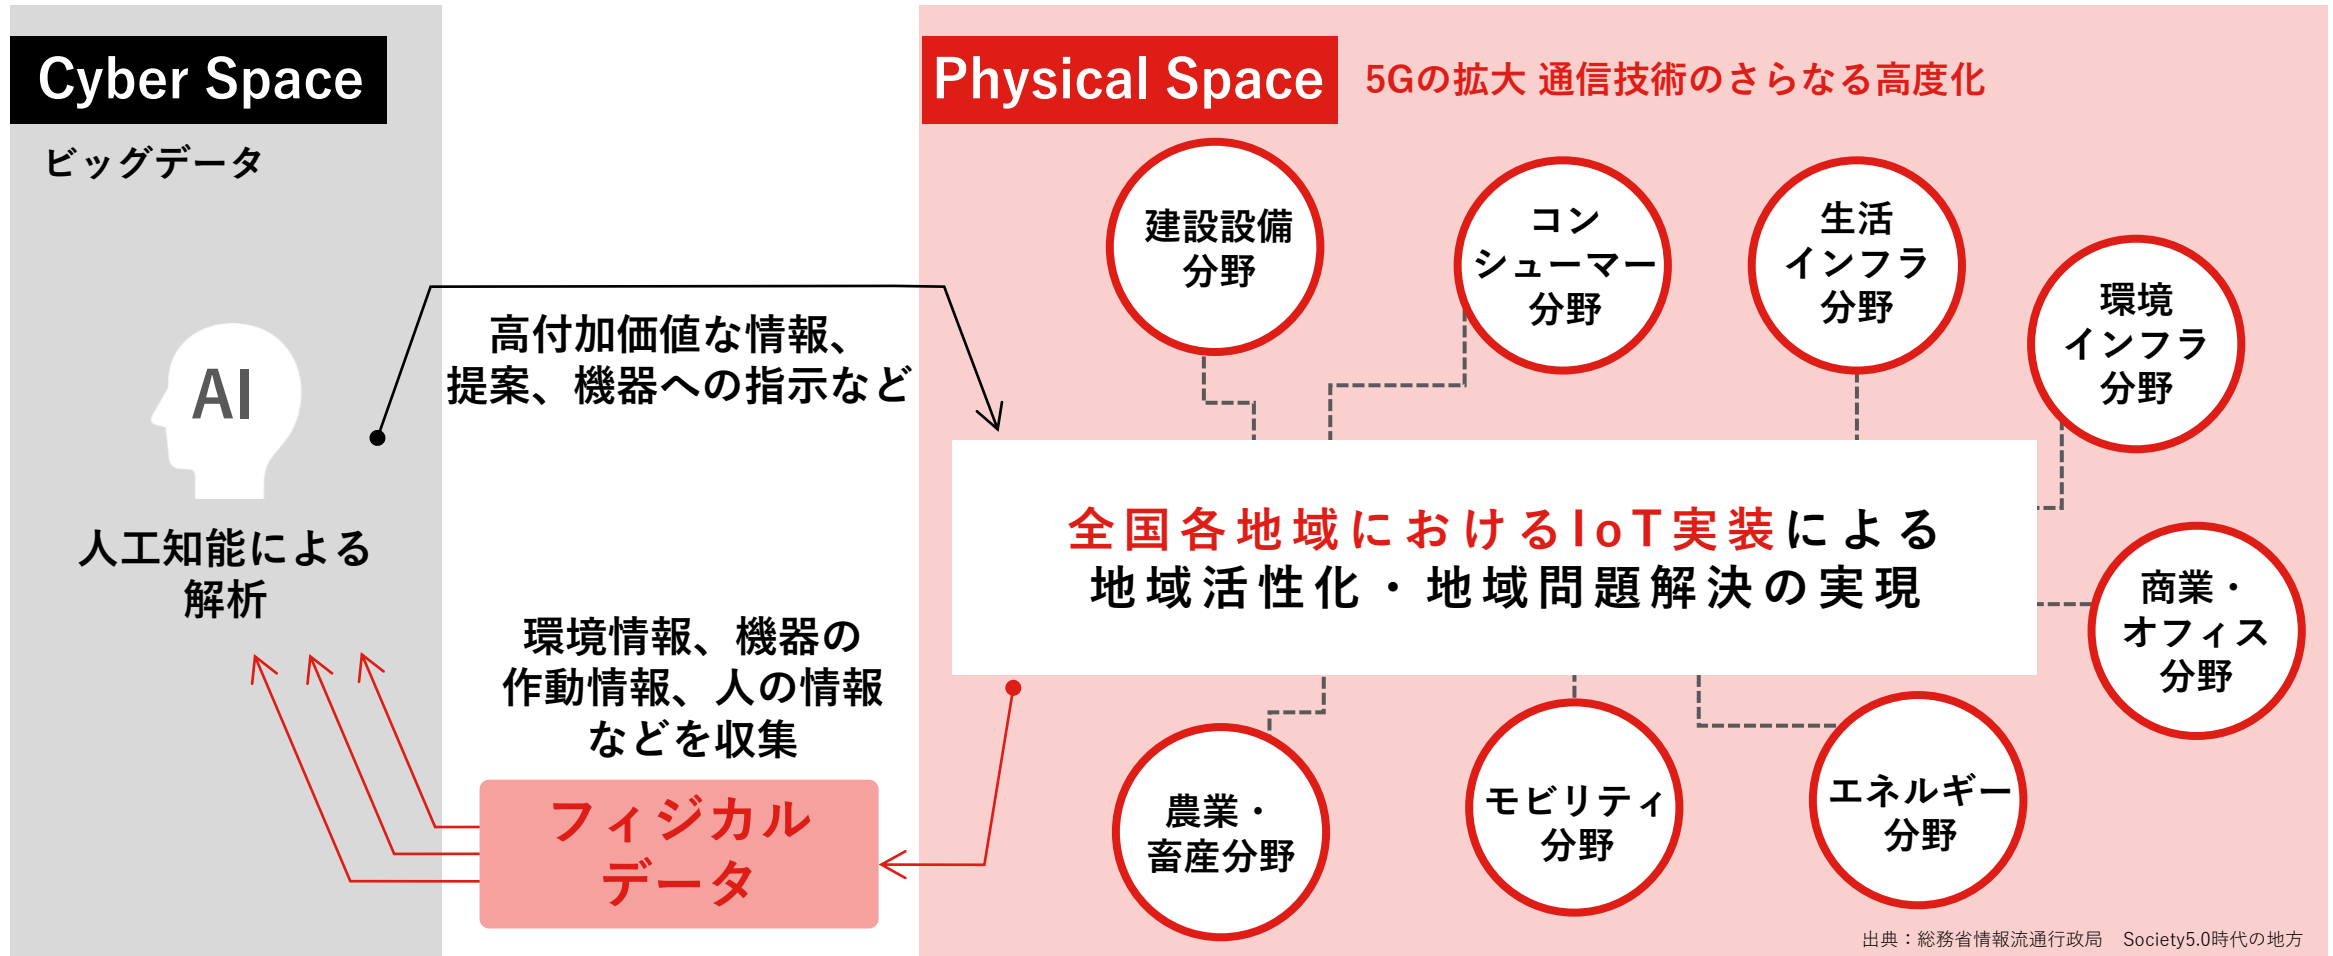 Cyber Space
ビッグデータ
AI
人工知能による
解析
高付加価値な情報、
提案、機器への指示など
環境情報、機器の
作動情報、人の情報
などを収集
フィジカル
データ
Physical Space
5Gの拡大 通信技術のさらなる高度化
建設設備
分野
コン
シューマー
分野
生活
インフラ
分野
環境
インフラ
分野
全国各地域におけるIoT実装による
地域活性化・地域問題解決の実現
商業・
オフィス
分野
農業・
畜産分野
モビリティ
分野
エネルギー
分野
出典：総務省情報流通行政局　Society5.0時代の地方